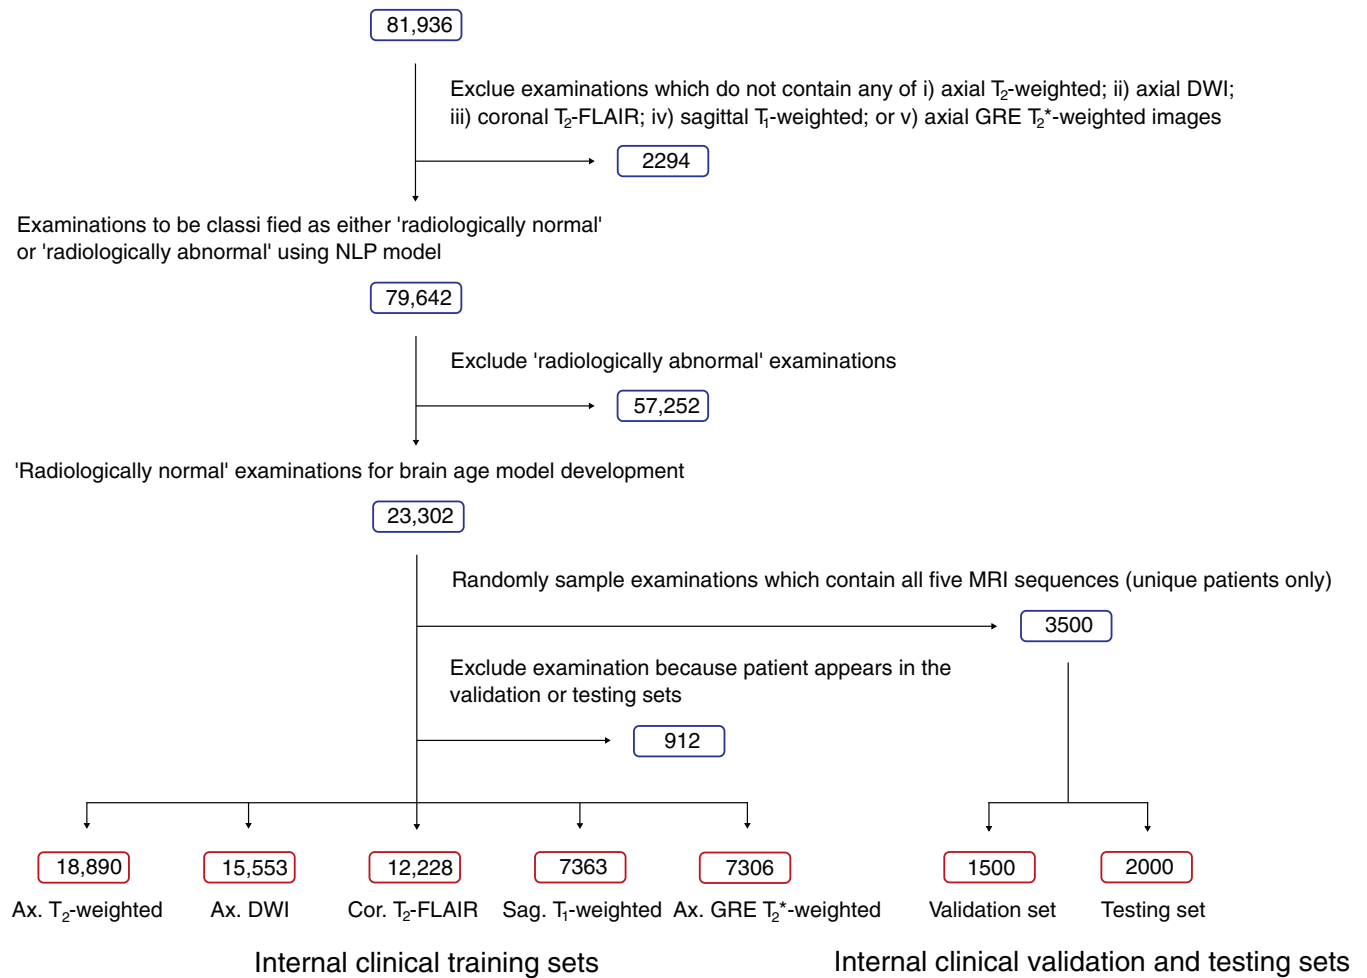 81,936
Exclue examinations which do not contain any of i) axial T₂-weighted; ii) axial DWI;
iii) coronal T₂-FLAIR; iv) sagittal T₁-weighted; or v) axial GRE T₂*-weighted images
2294
Examinations to be classi fied as either 'radiologically normal'
or 'radiologically abnormal' using NLP model
79,642
Exclude 'radiologically abnormal' examinations
57,252
'Radiologically normal' examinations for brain age model development
23,302
Randomly sample examinations which contain all five MRI sequences (unique patients only)
3500
Exclude examination because patient appears in the
validation or testing sets
912
18,890
15,553
12,228
7363
7306
1500
2000
Ax. T₂-weighted
Ax. DWI
Cor. T₂-FLAIR
Sag. T₁-weighted
Ax. GRE T₂*-weighted
Validation set
Testing set
Internal clinical training sets
Internal clinical validation and testing sets